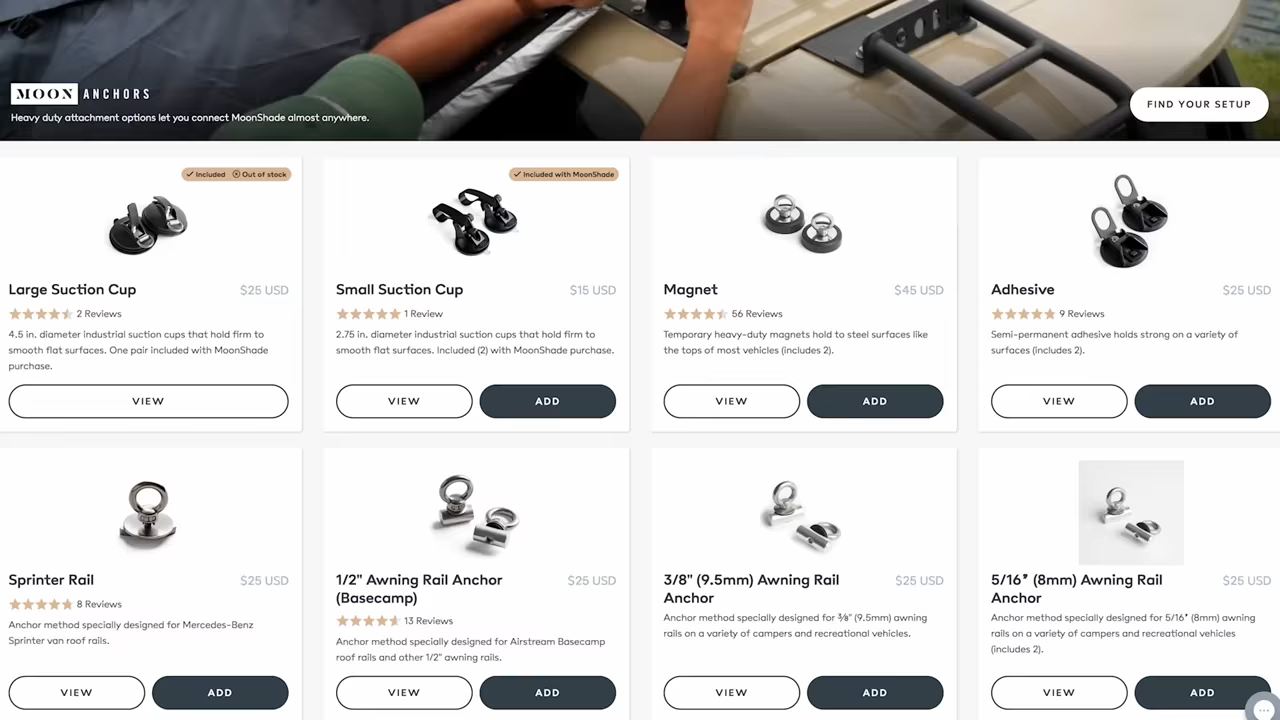 MOON ANCHORS
Heavy duty attachment options let you connect MoonShade almost anywhere.
FIND YOUR SETUP
Included Out of stock
Large Suction Cup $25 USD
2 Reviews
4.5 in. diameter industrial suction cups that hold firm to
smooth flat surfaces. One pair included with MoonShade
purchase.
VIEW
Included with MoonShade
Small Suction Cup $15 USD
1 Review
2.75 in. diameter industrial suction cups that hold firm to
smooth flat surfaces. Included (2) with MoonShade purchase.
VIEW ADD
Magnet $45 USD
56 Reviews
Temporary heavy-duty magnets hold to steel surfaces like
the tops of most vehicles (includes 2).
VIEW ADD
Adhesive $25 USD
9 Reviews
Semi-permanent adhesive holds strong on a variety of
surfaces (includes 2).
VIEW ADD
Sprinter Rail $25 USD
8 Reviews
Anchor method specially designed for Mercedes-Benz
Sprinter van roof rails.
VIEW ADD
1/2" Awning Rail Anchor $25 USD
(Basecamp)
13 Reviews
Anchor method specially designed for Airstream Basecamp
roof rails and other 1/2" awning rails.
VIEW ADD
3/8" (9.5mm) Awning Rail $25 USD
Anchor
Anchor method specially designed for ⅜" (9.5mm) awning
rails on a variety of campers and recreational vehicles.
VIEW ADD
5/16" (8mm) Awning Rail $25 USD
Anchor
Anchor method specially designed for 5/16" (8mm) awning
rails on a variety of campers and recreational vehicles
(includes 2).
VIEW ADD